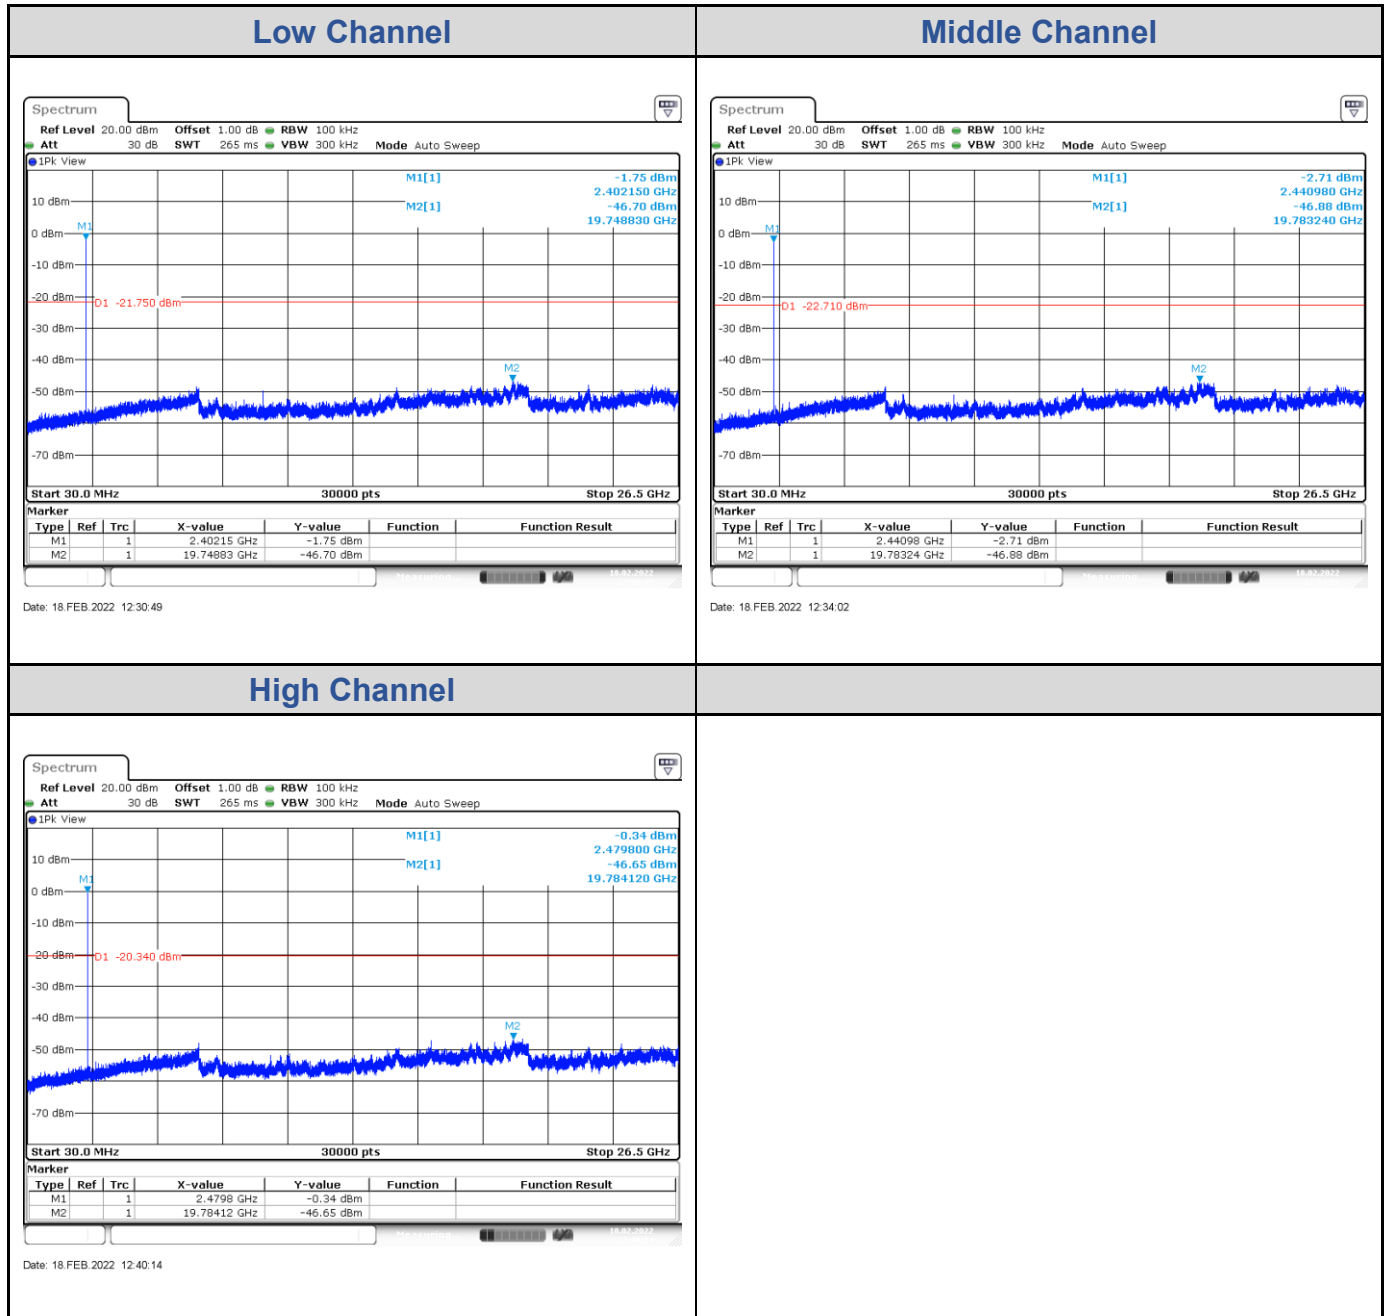 Low Channel
Middle Channel
Spectrum
Ref Level 20.00 dBm Offset 1.00 dB RBW 100 kHz
Att 30 dB SWT 265 ms VBW 300 kHz Mode Auto Sweep
1Pk View
M1[1] -1.75 dBm
2.402150 GHz
10 dBm
M2[1] -46.70 dBm
19.748830 GHz
M1
0 dBm
-10 dBm
-20 dBm
D1 -21.750 dBm
-30 dBm
-40 dBm
M2
-50 dBm
-70 dBm
Start 30.0 MHz 30000 pts Stop 26.5 GHz
Marker
Type Ref Trc X-value Y-value Function Function Result
M1 1 2.40215 GHz -1.75 dBm
M2 1 19.74883 GHz -46.70 dBm
Measuring
18.02.2022
Date: 18.FEB.2022 12:30:49
Spectrum
Ref Level 20.00 dBm Offset 1.00 dB RBW 100 kHz
Att 30 dB SWT 265 ms VBW 300 kHz Mode Auto Sweep
1Pk View
M1[1] -2.71 dBm
2.440980 GHz
10 dBm
M2[1] -46.88 dBm
19.783240 GHz
M1
0 dBm
-10 dBm
-20 dBm
D1 -22.710 dBm
-30 dBm
-40 dBm
M2
-50 dBm
-70 dBm
Start 30.0 MHz 30000 pts Stop 26.5 GHz
Marker
Type Ref Trc X-value Y-value Function Function Result
M1 1 2.44098 GHz -2.71 dBm
M2 1 19.78324 GHz -46.88 dBm
Measuring
18.02.2022
Date: 18.FEB.2022 12:34:02
High Channel
Spectrum
Ref Level 20.00 dBm Offset 1.00 dB RBW 100 kHz
Att 30 dB SWT 265 ms VBW 300 kHz Mode Auto Sweep
1Pk View
M1[1] -0.34 dBm
2.479800 GHz
10 dBm
M2[1] -46.65 dBm
19.784120 GHz
M1
0 dBm
-10 dBm
-20 dBm
D1 -20.340 dBm
-30 dBm
-40 dBm
M2
-50 dBm
-70 dBm
Start 30.0 MHz 30000 pts Stop 26.5 GHz
Marker
Type Ref Trc X-value Y-value Function Function Result
M1 1 2.4798 GHz -0.34 dBm
M2 1 19.78412 GHz -46.65 dBm
Measuring
18.02.2022
Date: 18.FEB.2022 12:40:14